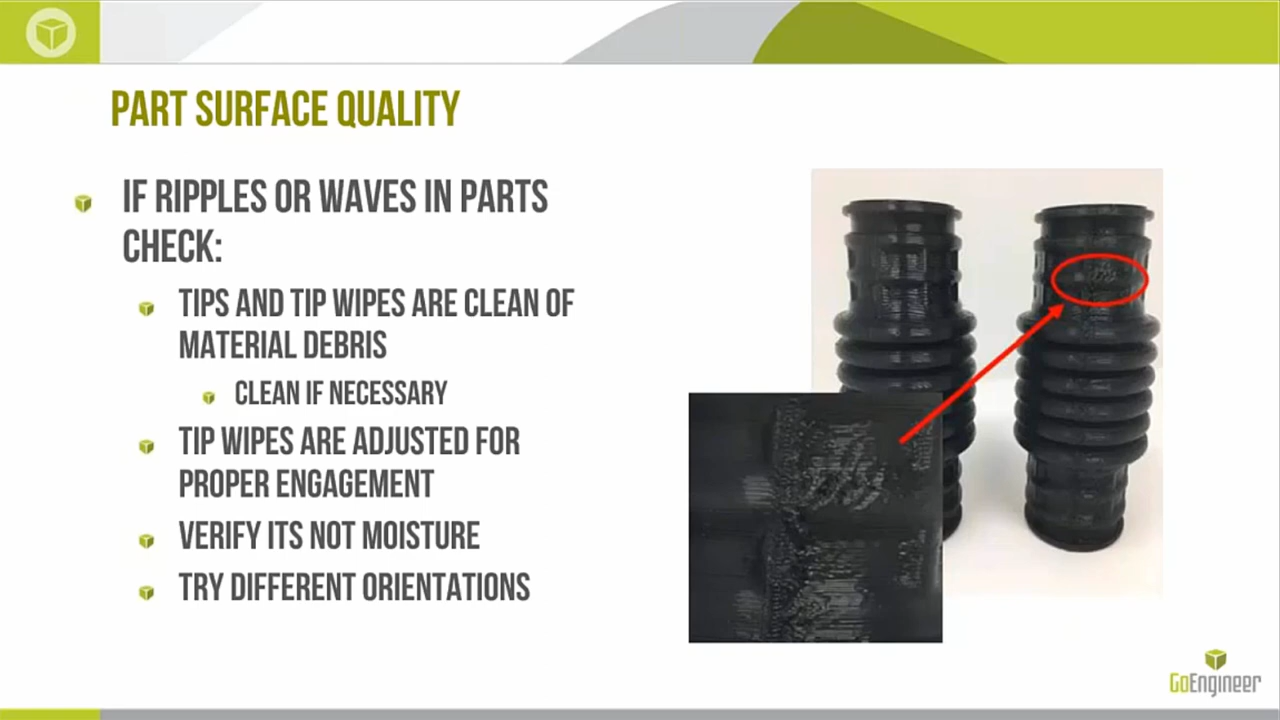 PART SURFACE QUALITY
IF RIPPLES OR WAVES IN PARTS
CHECK:
TIPS AND TIP WIPES ARE CLEAN OF
MATERIAL DEBRIS
CLEAN IF NECESSARY
TIP WIPES ARE ADJUSTED FOR
PROPER ENGAGEMENT
VERIFY ITS NOT MOISTURE
TRY DIFFERENT ORIENTATIONS
GoEngineer